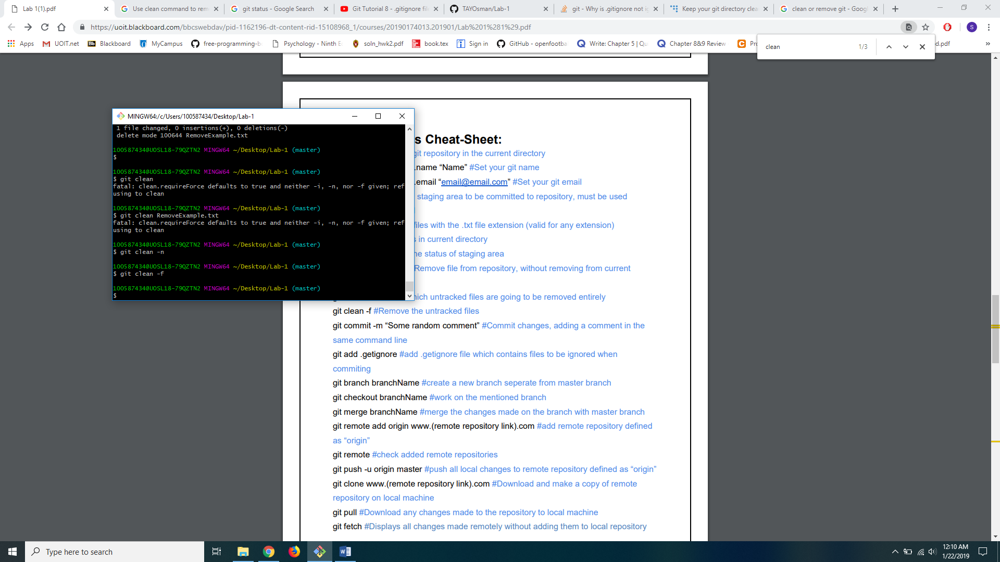 Lab 1(1).pdf
Use clean command to rem
git status - Google Search
Git Tutorial 8 - .gitignore file
TAYOsman/Lab-1
git - Why is .gitignore not ig
Keep your git directory clea
clean or remove git - Goog
https://uoit.blackboard.com/bbcswebdav/pid-1162196-dt-content-rid-15108968_1/courses/20190174013.201901/Lab%201%281%29.pdf
S
Apps
UOIT.net
Bb Blackboard
MyCampus
free-programming-b
Psychology - Ninth E
soln_hwk2.pdf
book.tex
Sign in
GitHub - openfootba
Write: Chapter 5 | Qu
Chapter 8&9 Review
Pro
d.pdf
»
clean 1/3
MINGW64:/c/Users/100587434/Desktop/Lab-1
1 file changed, 0 insertions(+), 0 deletions(-)
delete mode 100644 RemoveExample.txt
100587434@UOSL18-79QZTN2 MINGW64 ~/Desktop/Lab-1 (master)
$
100587434@UOSL18-79QZTN2 MINGW64 ~/Desktop/Lab-1 (master)
$ git clean
fatal: clean.requireForce defaults to true and neither -i, -n, nor -f given; ref
using to clean
100587434@UOSL18-79QZTN2 MINGW64 ~/Desktop/Lab-1 (master)
$ git clean RemoveExample.txt
fatal: clean.requireForce defaults to true and neither -i, -n, nor -f given; ref
using to clean
100587434@UOSL18-79QZTN2 MINGW64 ~/Desktop/Lab-1 (master)
$ git clean -n
100587434@UOSL18-79QZTN2 MINGW64 ~/Desktop/Lab-1 (master)
$ git clean -f
100587434@UOSL18-79QZTN2 MINGW64 ~/Desktop/Lab-1 (master)
$
s Cheat-Sheet:
git repository in the current directory
.name “Name” #Set your git name
.email “email@email.com” #Set your git email
staging area to be committed to repository, must be used
files with the .txt file extension (valid for any extension)
s in current directory
he status of staging area
Remove file from repository, without removing from current
hich untracked files are going to be removed entirely
git clean -f #Remove the untracked files
git commit -m “Some random comment” #Commit changes, adding a comment in the
same command line
git add .getignore #add .getignore file which contains files to be ignored when
commiting
git branch branchName #create a new branch seperate from master branch
git checkout branchName #work on the mentioned branch
git merge branchName #merge the changes made on the branch with master branch
git remote add origin www.(remote repository link).com #add remote repository defined
as “origin”
git remote #check added remote repositories
git push -u origin master #push all local changes to remote repository defined as “origin”
git clone www.(remote repository link).com #Download and make a copy of remote
repository on local machine
git pull #Download any changes made to the repository to local machine
git fetch #Displays all changes made remotely without adding them to local repository
Type here to search
12:10 AM
1/22/2019